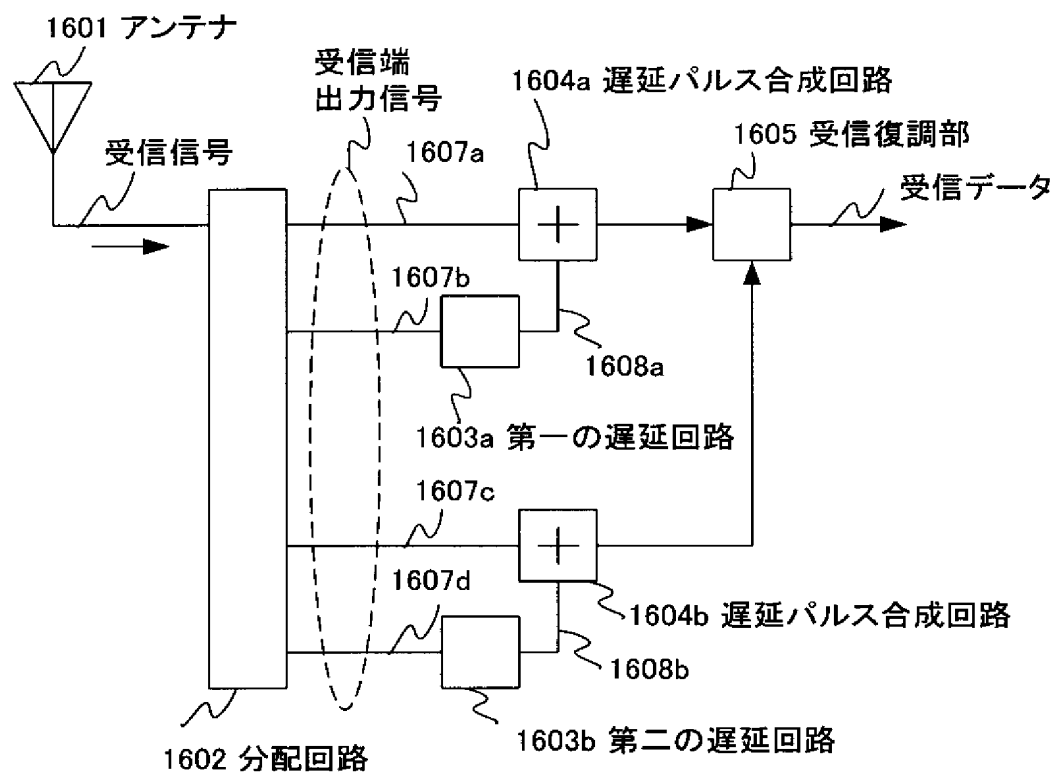 1601 アンテナ
受信端
出力信号
1604a 遅延パルス合成回路
1605 受信復調部
受信信号
1607a
受信データ
1607b
1608a
1603a 第一の遅延回路
1607c
1607d
1604b 遅延パルス合成回路
1608b
1603b 第二の遅延回路
1602 分配回路